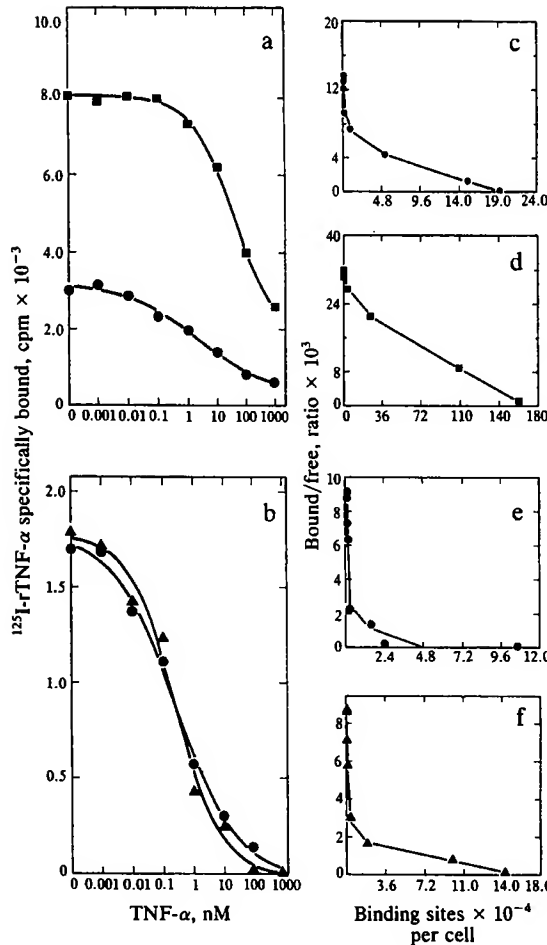 10.0
8.0
6.0
4.0
2.0
0
a
0.001 0.01 0.1 1 10 100 1000
2.0
1.5
1.0
0.5
0
b
0 0.001 0.01 0.1 1 10 100 1000
TNF-α, nM
¹²⁵I-rTNF-α specifically bound, cpm × 10⁻³
20
16
12
8
4
0
c
4.8 9.6 14.0 19.0 24.0
40
32
24
16
8
0
d
0 36 72 110 140 180
10
8
6
4
2
0
e
2.4 4.8 7.2 9.6 12.0
8
6
4
2
0
f
3.6 7.2 11.0 14.0 18.0
Bound/free, ratio × 10³
Binding sites × 10⁻⁴
per cell